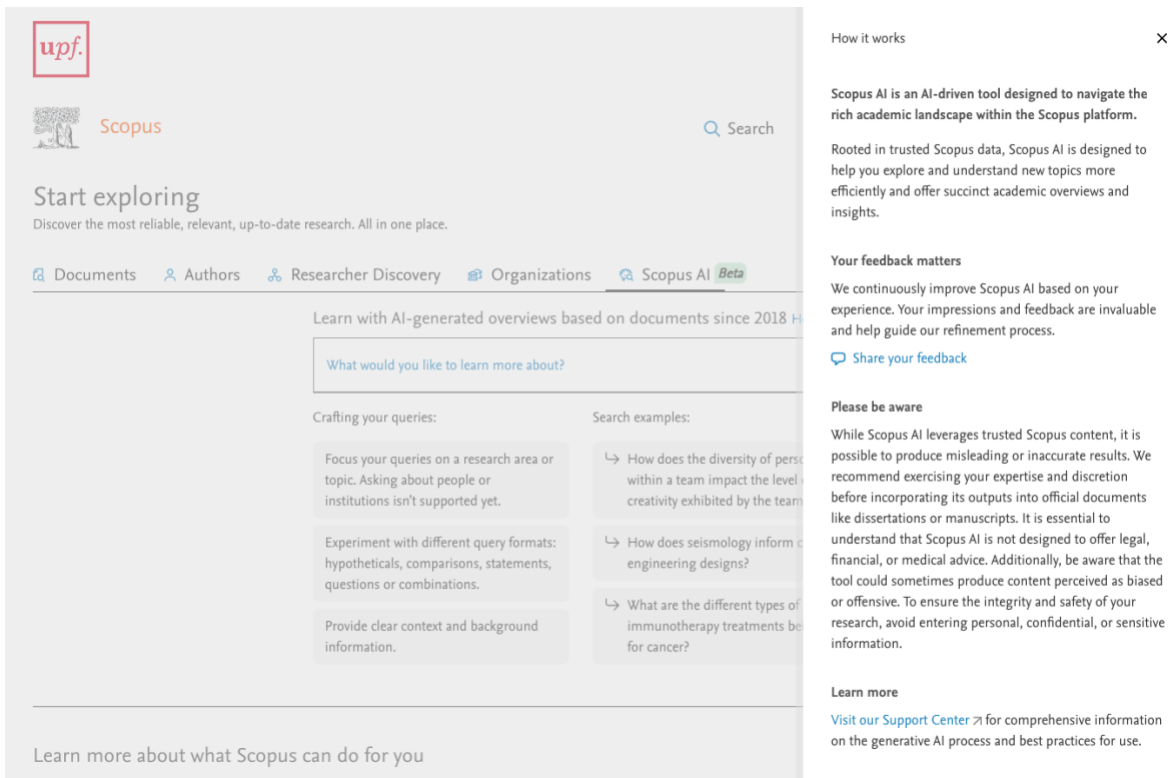 upf.
Scopus
Search
Start exploring
Discover the most reliable, relevant, up-to-date research. All in one place.
Documents
Authors
Researcher Discovery
Organizations
Scopus AI Beta
Learn with AI-generated overviews based on documents since 2018
What would you like to learn more about?
Crafting your queries:
Focus your queries on a research area or
topic. Asking about people or
institutions isn't supported yet.
Experiment with different query formats:
hypotheticals, comparisons, statements,
questions or combinations.
Provide clear context and background
information.
Search examples:
How does the diversity of
within a team impact the level
creativity exhibited by the team
How does seismology inform
engineering designs?
What are the different types of
immunotherapy treatments
for cancer?
Learn more about what Scopus can do for you
How it works
Scopus AI is an AI-driven tool designed to navigate the
rich academic landscape within the Scopus platform.
Rooted in trusted Scopus data, Scopus AI is designed to
help you explore and understand new topics more
efficiently and offer succinct academic overviews and
insights.
Your feedback matters
We continuously improve Scopus AI based on your
experience. Your impressions and feedback are invaluable
and help guide our refinement process.
Share your feedback
Please be aware
While Scopus AI leverages trusted Scopus content, it is
possible to produce misleading or inaccurate results. We
recommend exercising your expertise and discretion
before incorporating its outputs into official documents
like dissertations or manuscripts. It is essential to
understand that Scopus AI is not designed to offer legal,
financial, or medical advice. Additionally, be aware that the
tool could sometimes produce content perceived as biased
or offensive. To ensure the integrity and safety of your
research, avoid entering personal, confidential, or sensitive
information.
Learn more
Visit our Support Center for comprehensive information
on the generative AI process and best practices for use.